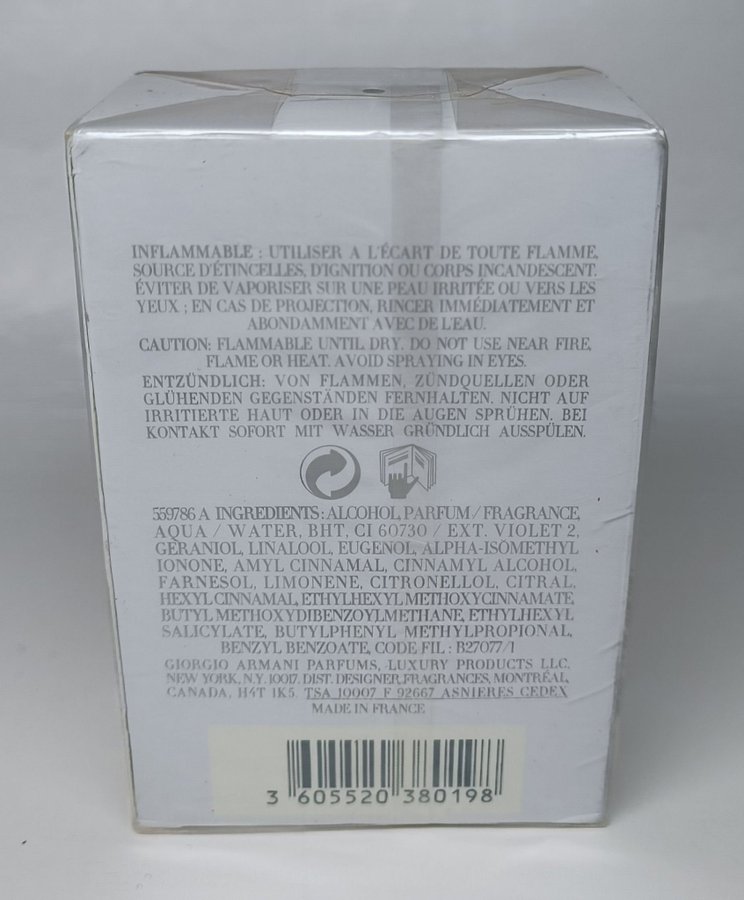 INFLAMMABLE : UTILISER A L'ÉCART DE TOUTE FLAMME,
SOURCE D'ÉTINCELLES, D'IGNITION OU CORPS INCANDESCENT.
ÉVITER DE VAPORISER SUR UNE PEAU IRRITÉE OU VERS LES
YEUX ; EN CAS DE PROJECTION, RINCER IMMÉDIATEMENT ET
ABONDAMMENT AVEC DE L'EAU.
CAUTION: FLAMMABLE UNTIL DRY. DO NOT USE NEAR FIRE,
FLAME OR HEAT. AVOID SPRAYING IN EYES.
ENTZÜNDLICH: VON FLAMMEN, ZÜNDQUELLEN ODER
GLÜHENDEN GEGENSTÄNDEN FERNHALTEN. NICHT AUF
IRRITIERTE HAUT ODER IN DIE AUGEN SPRÜHEN. BEI
KONTAKT SOFORT MIT WASSER GRÜNDLICH AUSSPÜLEN.
559786 A INGREDIENTS : ALCOHOL, PARFUM / FRAGRANCE,
AQUA / WATER, BHT, CI 60730 / EXT. VIOLET 2,
GERANIOL, LINALOOL, EUGENOL, ALPHA-ISOMETHYL
IONONE, AMYL CINNAMAL, CINNAMYL ALCOHOL,
FARNESOL, LIMONENE, CITRONELLOL, CITRAL,
HEXYL CINNAMAL, ETHYLHEXYL METHOXYCINNAMATE,
BUTYL METHOXYDIBENZOYLMETHANE, ETHYLHEXYL
SALICYLATE, BUTYLPHENYL METHYLPROPIONAL,
BENZYL BENZOATE, CODE FIL : B27077/1
GIORGIO ARMANI PARFUMS, LUXURY PRODUCTS LLC.
NEW YORK, N.Y. 10017. DIST. DESIGNER FRAGRANCES, MONTRÉAL,
CANADA, H4T 1K5. TSA 10007 F 92667 ASNIERES CEDEX
MADE IN FRANCE
3 605520 380198